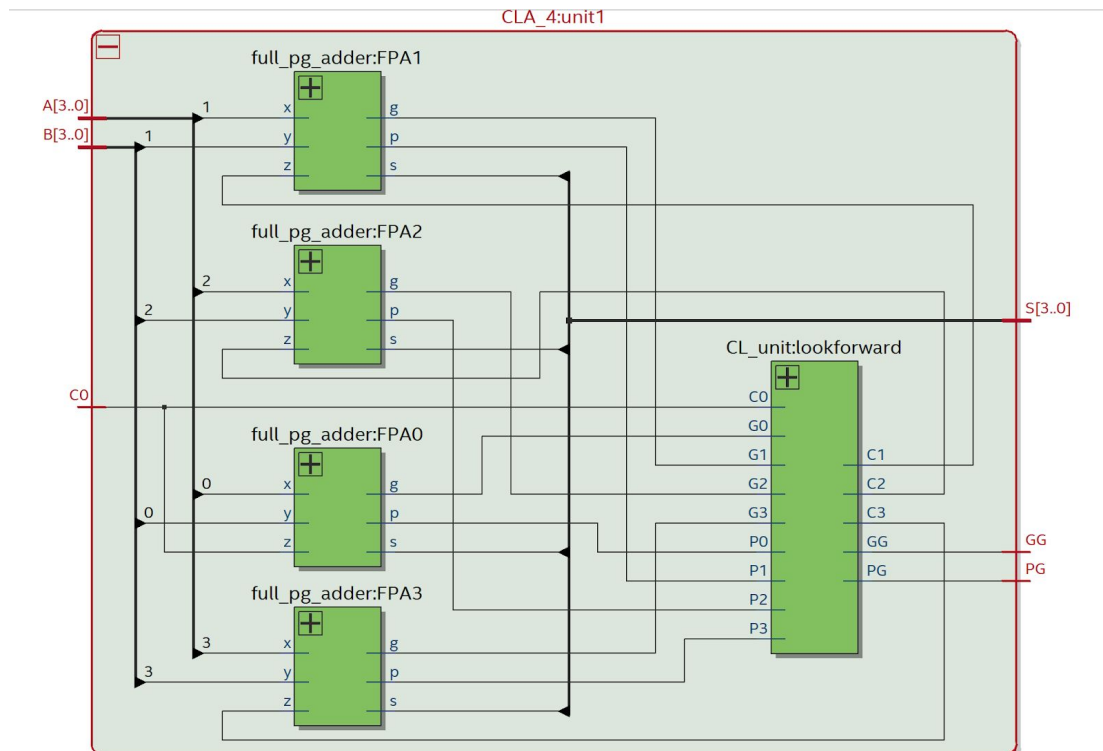 CLA_4:unit1
full_pg_adder:FPA1
A[3..0]
1
x
g
B[3..0]
1
y
p
z
s
full_pg_adder:FPA2
2
x
g
2
y
p
S[3..0]
z
s
CL_unit:lookforward
C0
C0
G0
full_pg_adder:FPA0
G1
C1
0
x
g
G2
C2
0
y
p
G3
C3
z
s
P0
GG
GG
P1
PG
PG
full_pg_adder:FPA3
P2
P3
3
x
g
3
y
p
z
s